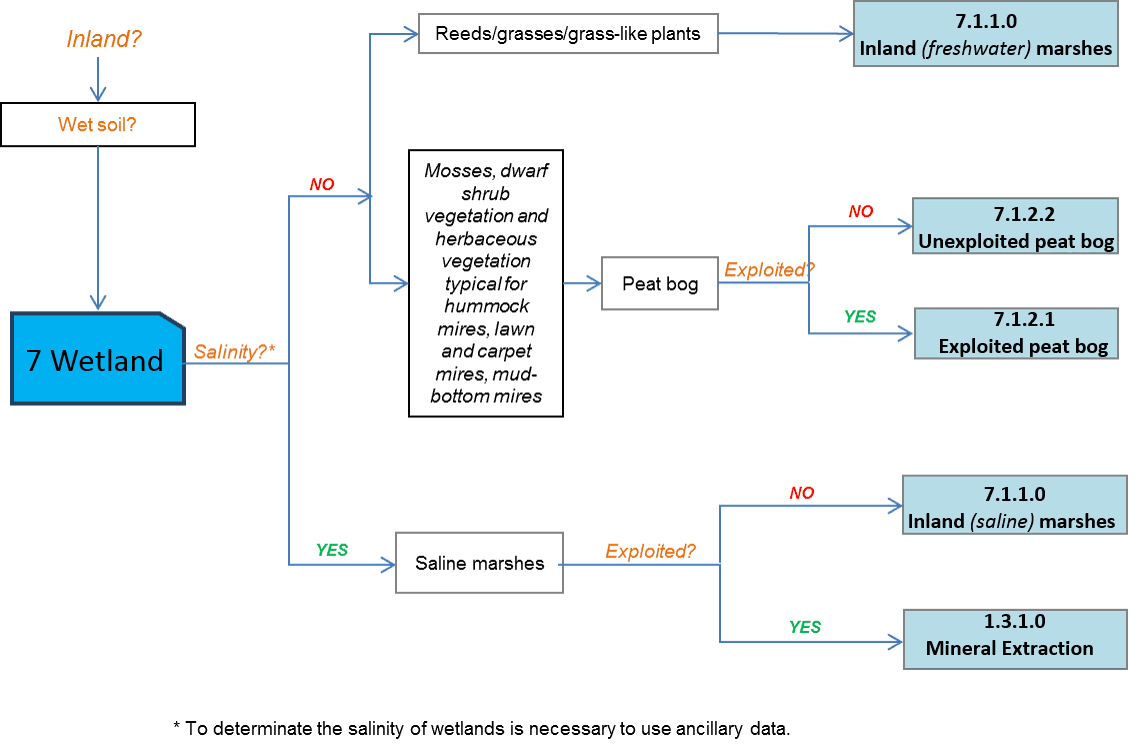 Inland?
Wet soil?
7 Wetland
Salinity?*
NO
Reeds/grasses/grass-like plants
7.1.1.0
Inland (freshwater) marshes
Mosses, dwarf
shrub
vegetation and
herbaceous
vegetation
typical for
hummock
mires, lawn
and carpet
mires, mud-
bottom mires
Peat bog
Exploited?
NO
7.1.2.2
Unexploited peat bog
YES
7.1.2.1
Exploited peat bog
YES
Saline marshes
Exploited?
NO
7.1.1.0
Inland (saline) marshes
YES
1.3.1.0
Mineral Extraction
* To determinate the salinity of wetlands is necessary to use ancillary data.